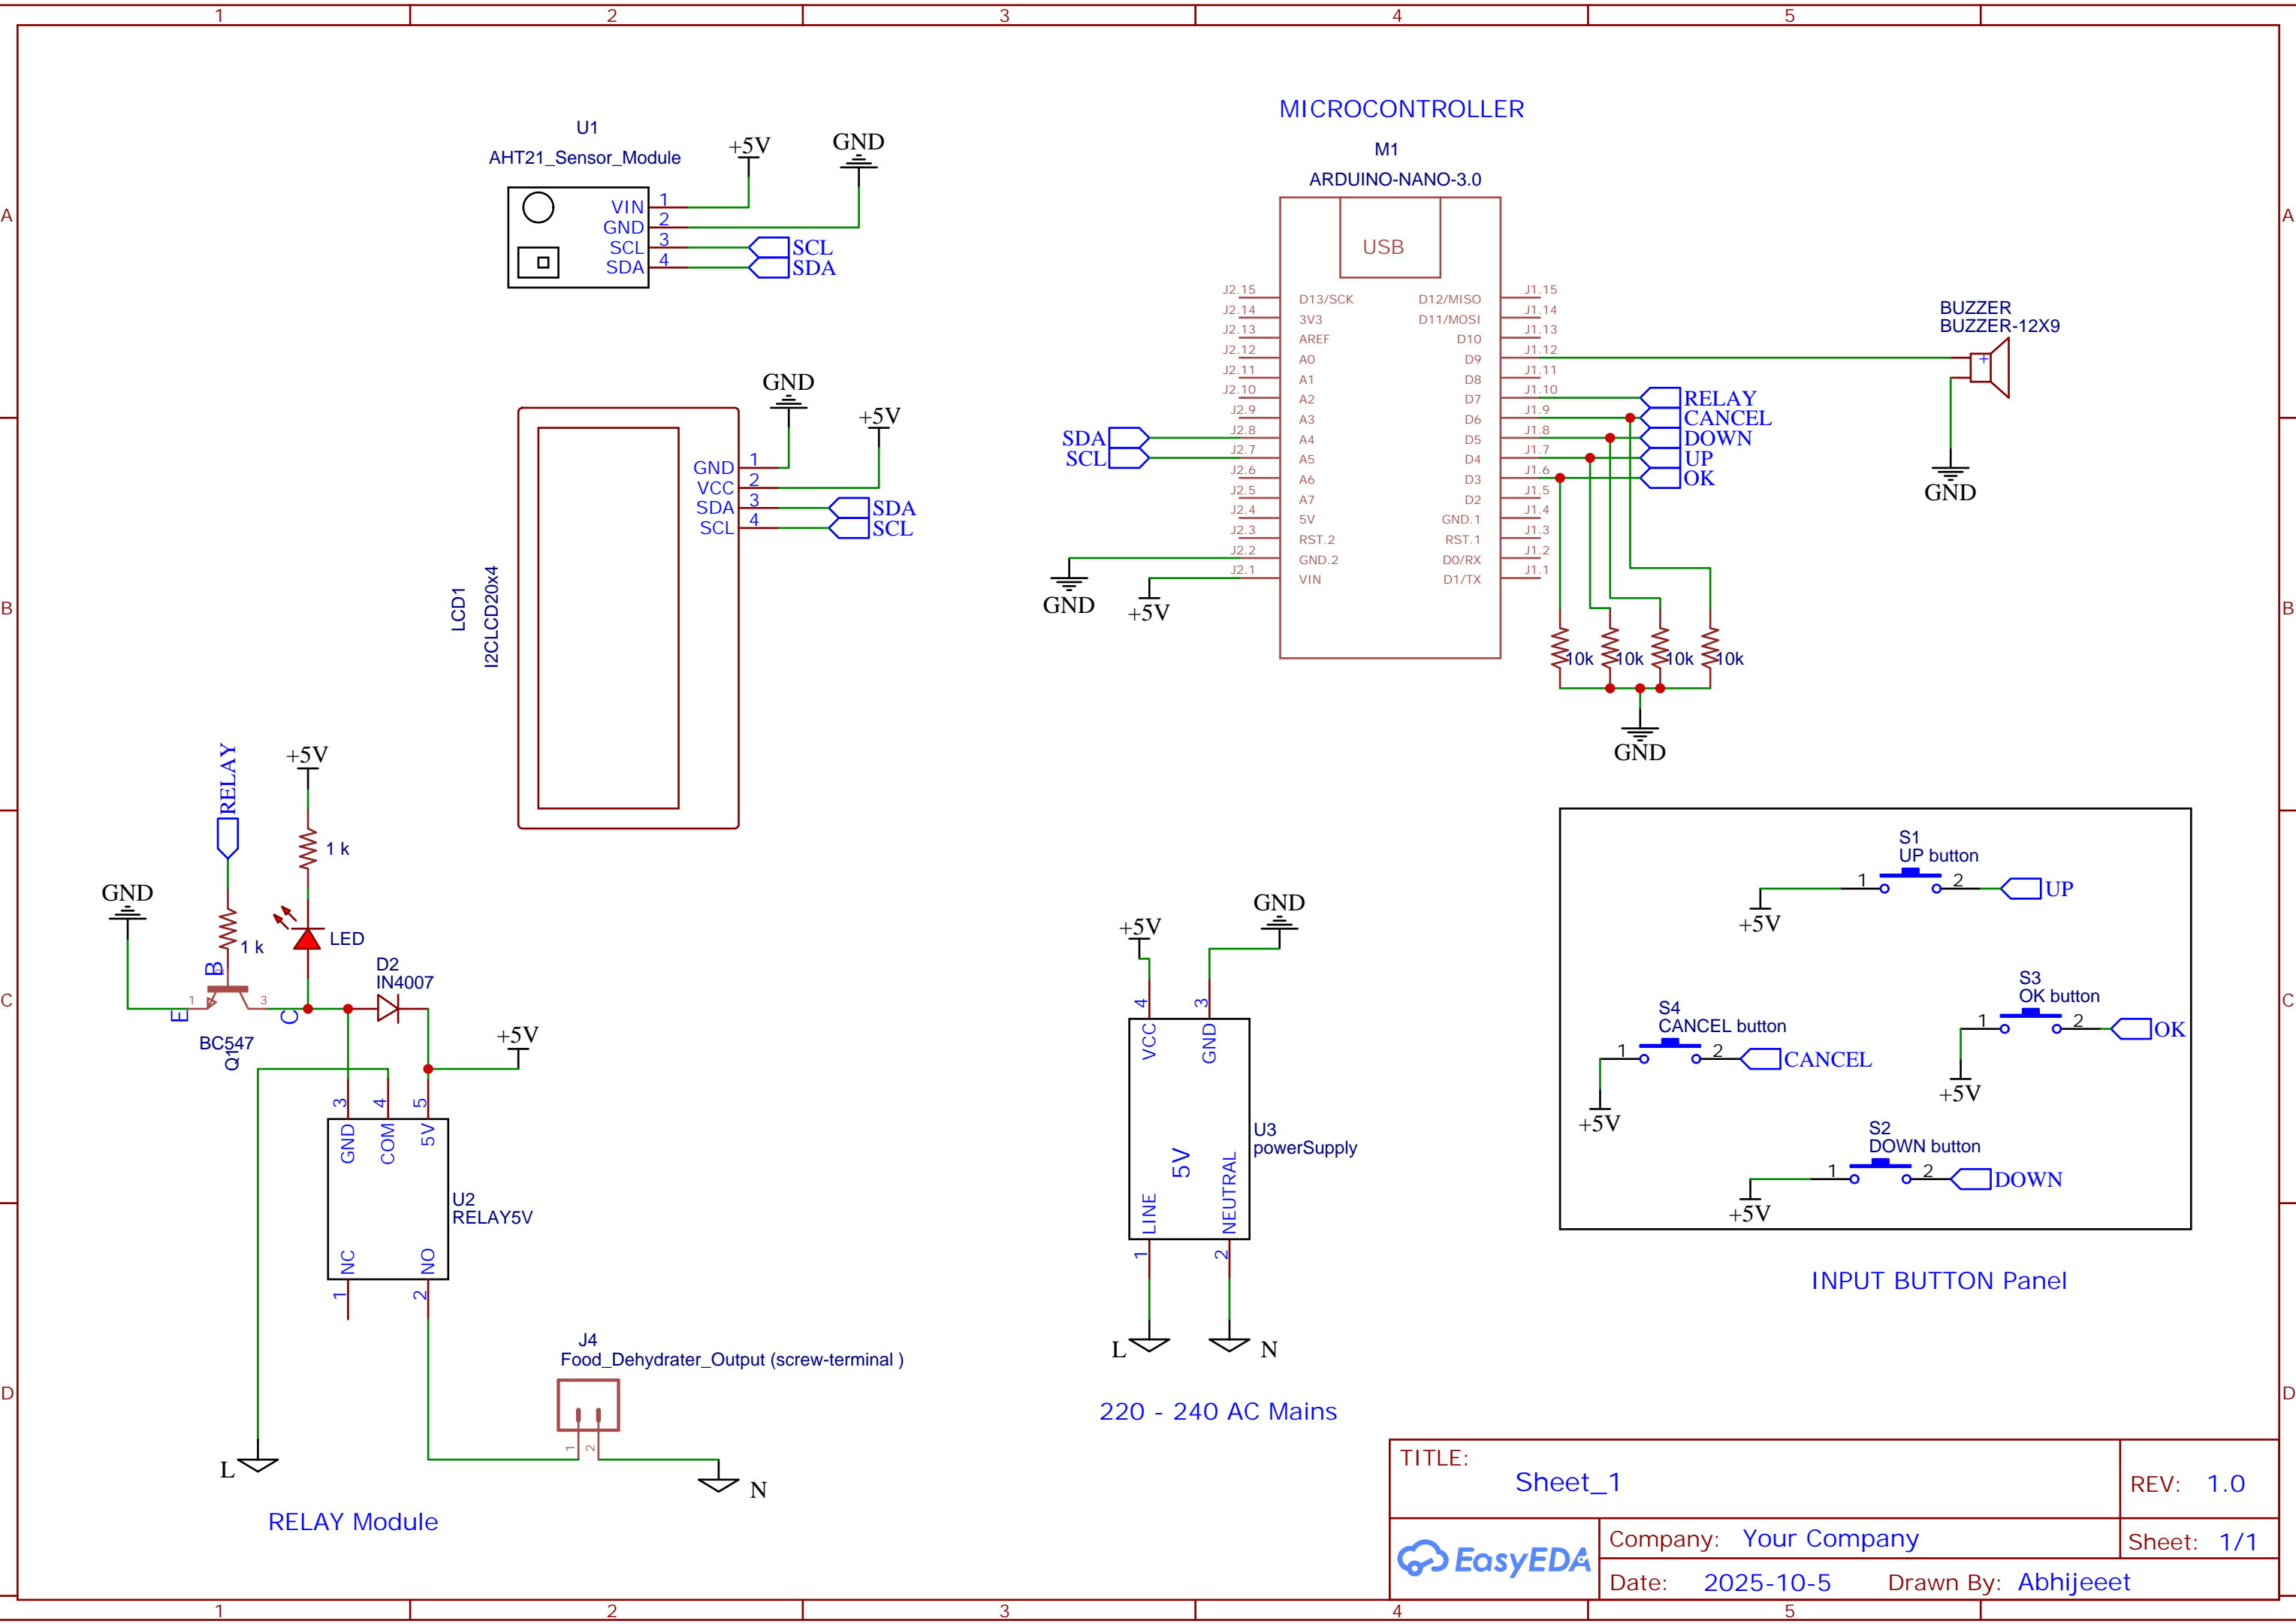 1 2 3 4 5
A A
B B
C C
D D
1 2 3 4 5
U1
AHT21_Sensor_Module
+5V
GND
VIN 1
GND 2
SCL 3
SDA 4
SCL
SDA
GND
+5V
GND 1
VCC 2
SDA 3
SCL 4
SDA
SCL
LCD1
I2CLCD20x4
MICROCONTROLLER
M1
ARDUINO-NANO-3.0
USB
J2.15 D13/SCK D12/MISO J1.15
J2.14 3V3 D11/MOSI J1.14
J2.13 AREF D10 J1.13
J2.12 A0 D9 J1.12
J2.11 A1 D8 J1.11
J2.10 A2 D7 J1.10
J2.9 A3 D6 J1.9
J2.8 A4 D5 J1.8
J2.7 A5 D4 J1.7
J2.6 A6 D3 J1.6
J2.5 A7 D2 J1.5
J2.4 5V GND.1 J1.4
J2.3 RST.2 RST.1 J1.3
J2.2 GND.2 D0/RX J1.2
J2.1 VIN D1/TX J1.1
SDA
SCL
GND
+5V
RELAY
CANCEL
DOWN
UP
OK
10k 10k 10k 10k
GND
BUZZER
BUZZER-12X9
+
GND
RELAY
+5V
1 k
GND
1 k
LED
B
2
1 3
E C
BC547
Q1
D2
IN4007
+5V
3 4 5
GND COM 5V
U2
RELAY5V
NC NO
1 2
L
J4
Food_Dehydrater_Output (screw-terminal )
1 2
N
RELAY Module
+5V
GND
4 3
VCC GND
5V
U3
powerSupply
LINE NEUTRAL
1 2
L N
220 - 240 AC Mains
S1
UP button
1 2 UP
+5V
S3
OK button
1 2 OK
+5V
S4
CANCEL button
1 2 CANCEL
+5V
S2
DOWN button
1 2 DOWN
+5V
INPUT BUTTON Panel
TITLE:
Sheet_1
REV: 1.0
EasyEDA
Company: Your Company
Sheet: 1/1
Date: 2025-10-5
Drawn By: Abhijeeet